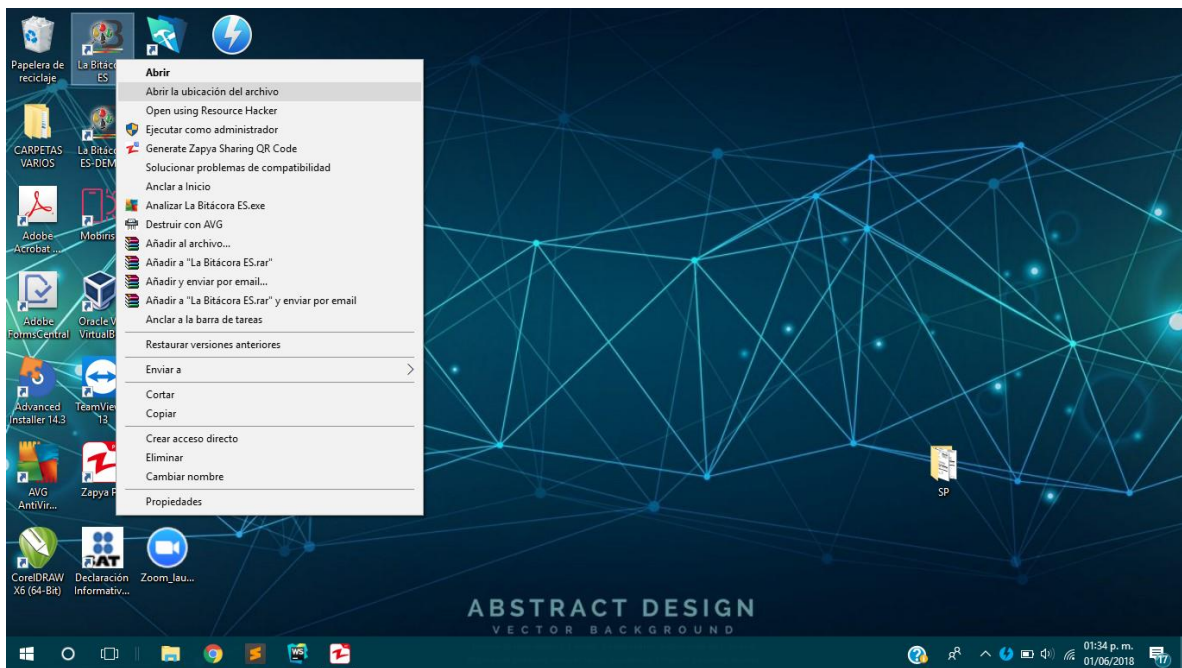 Papelera de
reciclaje
La Bitác
ES
Abrir
Abrir la ubicación del archivo
Open using Resource Hacker
Ejecutar como administrador
Generate Zapya Sharing QR Code
Solucionar problemas de compatibilidad
Anclar a Inicio
Analizar La Bitácora ES.exe
Destruir con AVG
Añadir al archivo...
Añadir a "La Bitácora ES.rar"
Añadir y enviar por email...
Añadir a "La Bitácora ES.rar" y enviar por email
Anclar a la barra de tareas
Restaurar versiones anteriores
Enviar a
Cortar
Copiar
Crear acceso directo
Eliminar
Cambiar nombre
Propiedades
CARPETAS
VARIOS
La Bitác
ES-DEM
Adobe
Acrobat ...
Mobiris
Adobe
FormsCentral
Oracle V
VirtualB
Advanced
Installer 14.3
TeamVie
13
AVG
AntiVir...
Zapya P
CorelDRAW
X6 (64-Bit)
SAT
Declaración
Informativ...
Zoom_lau...
SP
ABSTRACT DESIGN
VECTOR BACKGROUND
WS
01:34 p. m.
01/06/2018
17